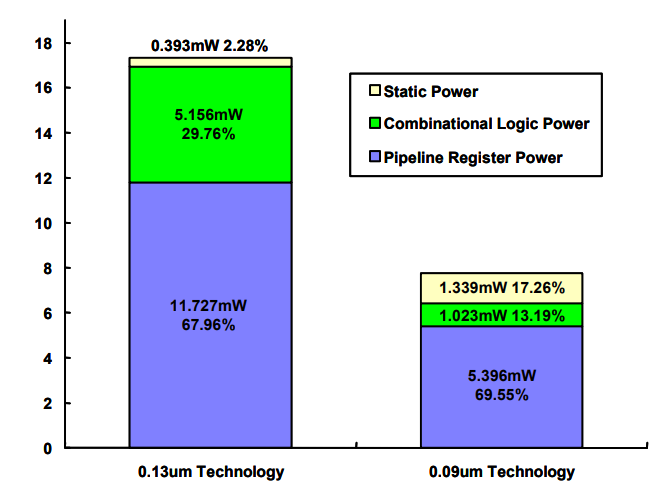 18
16
14
12
10
8
6
4
2
0
0.393mW 2.28%
5.156mW
29.76%
11.727mW
67.96%
Static Power
Combinational Logic Power
Pipeline Register Power
1.339mW 17.26%
1.023mW 13.19%
5.396mW
69.55%
0.13um Technology
0.09um Technology